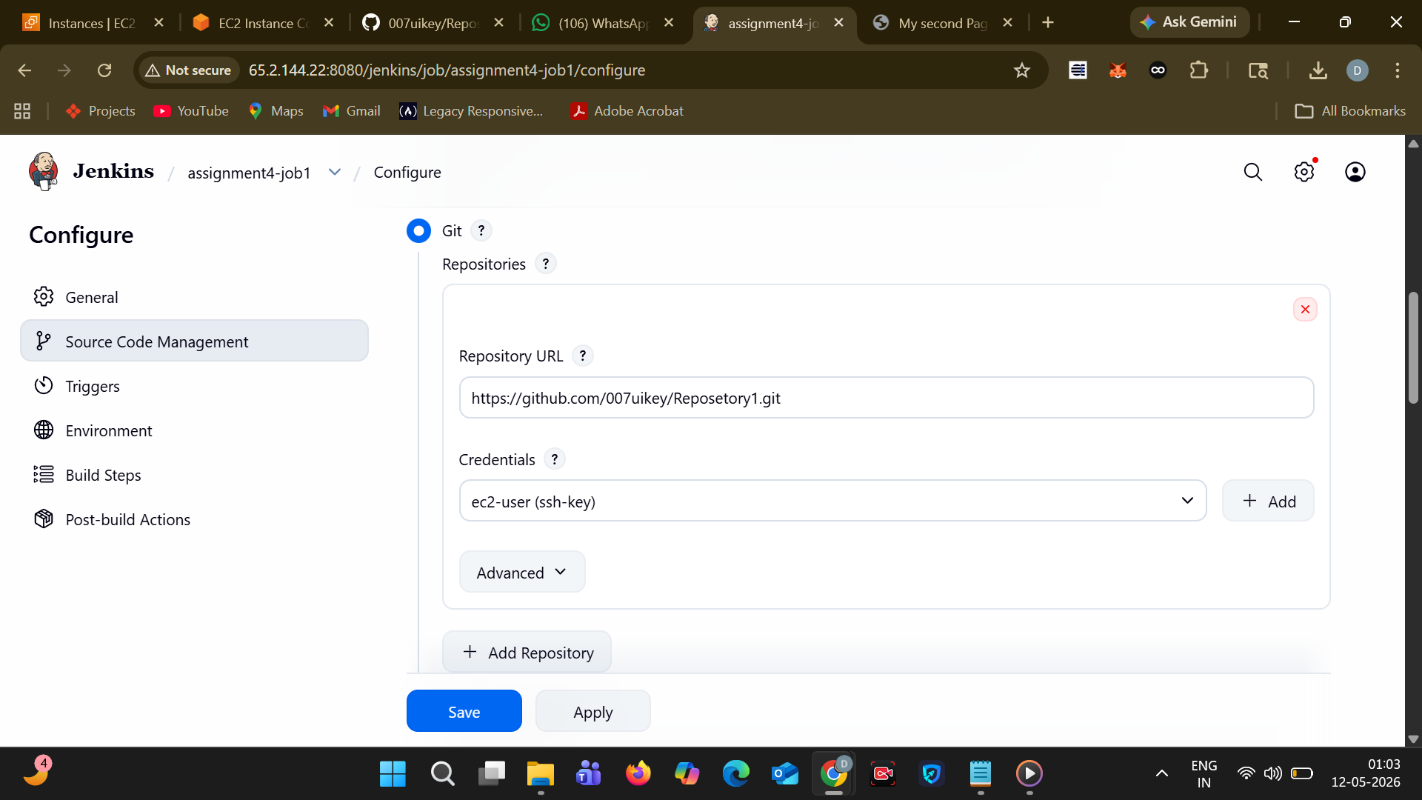 Instances | EC2
EC2 Instance Co
007uikey/Repos
(106) WhatsApp
assignment4-jo
My second Pag
Ask Gemini
Not secure
65.2.144.22:8080/jenkins/job/assignment4-job1/configure
D
Projects
YouTube
Maps
Gmail
(A) Legacy Responsive...
Adobe Acrobat
All Bookmarks
Jenkins / assignment4-job1 / Configure
Configure
General
Source Code Management
Triggers
Environment
Build Steps
Post-build Actions
Git ?
Repositories ?
Repository URL ?
https://github.com/007uikey/Reposetory1.git
Credentials ?
ec2-user (ssh-key)
+ Add
Advanced
+ Add Repository
Save
Apply
4
D
ENG
IN
01:03
12-05-2026